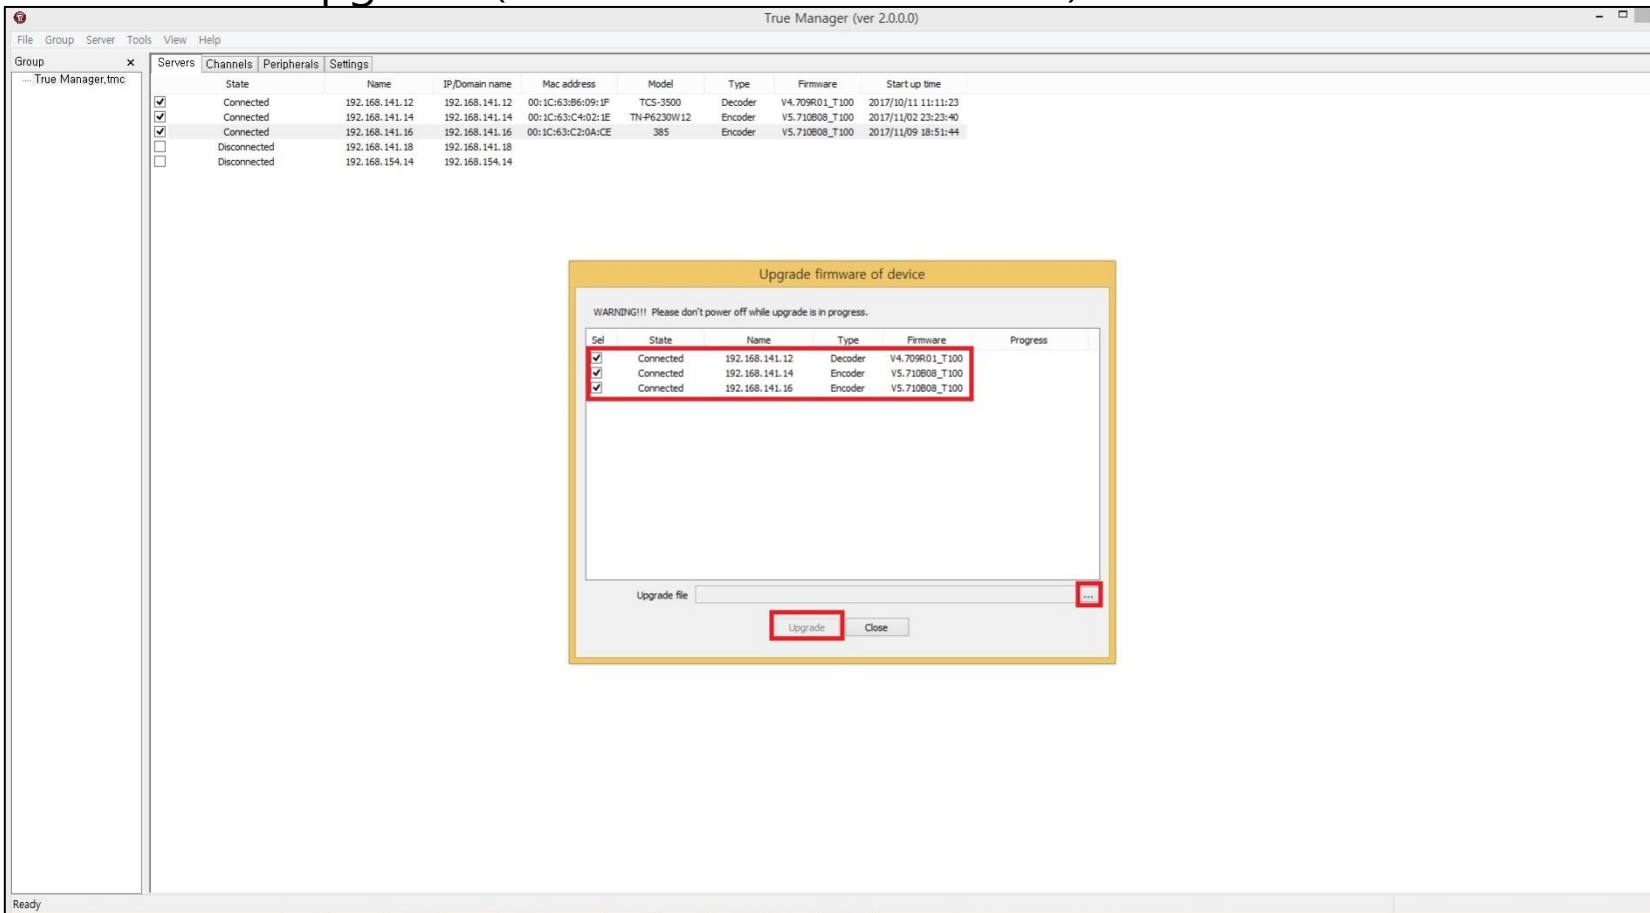 True Manager (ver 2.0.0.0)
File Group Server Tools View Help
Group x
True Manager.tmc
Servers Channels Peripherals Settings
State Name IP/Domain name Mac address Model Type Firmware Start up time
Connected 192.168.141.12 192.168.141.12 00:1C:63:B6:09:1F TCS-3500 Decoder V4.709R01_T100 2017/10/11 11:11:23
Connected 192.168.141.14 192.168.141.14 00:1C:63:C4:02:1E TN-P6230W12 Encoder V5.710B08_T100 2017/11/02 23:23:40
Connected 192.168.141.16 192.168.141.16 00:1C:63:C2:0A:CE 385 Encoder V5.710B08_T100 2017/11/09 18:51:44
Disconnected 192.168.141.18 192.168.141.18
Disconnected 192.168.154.14 192.168.154.14
Upgrade firmware of device
WARNING!!! Please don't power off while upgrade is in progress.
Sel State Name Type Firmware Progress
Connected 192.168.141.12 Decoder V4.709R01_T100
Connected 192.168.141.14 Encoder V5.710B08_T100
Connected 192.168.141.16 Encoder V5.710B08_T100
Upgrade file ...
Upgrade Close
Ready